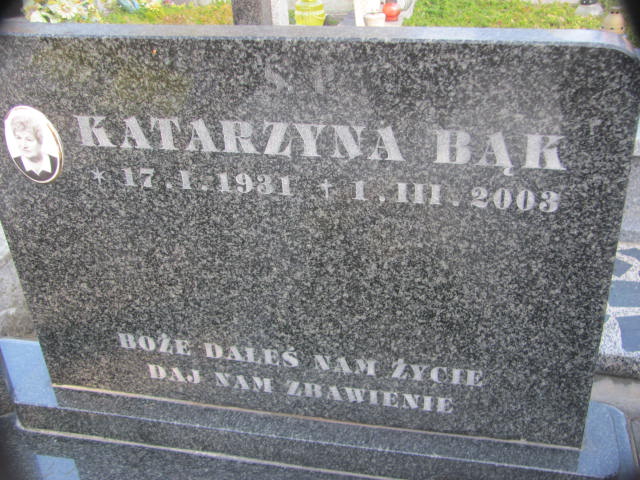 Ś. P.
KATARZYNA BĄK
* 17.I.1931 † 1.III.2003
BOŻE DAŁEŚ NAM ŻYCIE
DAJ NAM ZBAWIENIE